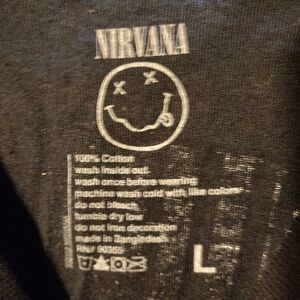 NIRVANA
100% Cotton
wash inside out
wash once before wearing
machine wash cold with like colors
do not bleach
tumble dry low
do not iron decoration
made in Bangladesh
RN#
L